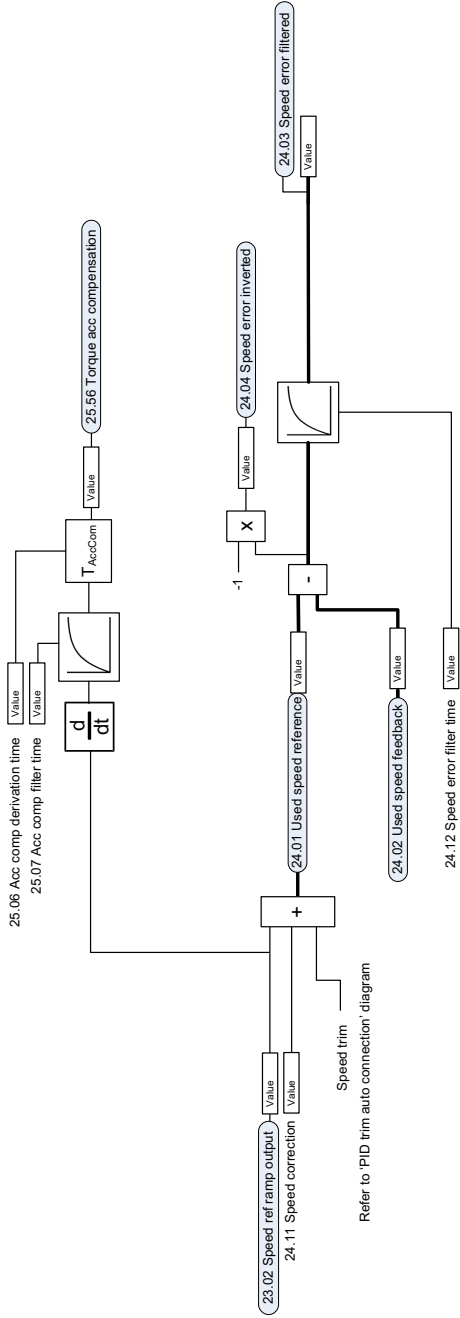 25.06 Acc comp derivation time
Value
25.07 Acc comp filter time
Value
d
dt
TAccCom
Value
25.56 Torque acc compensation
23.02 Speed ref ramp output
Value
24.11 Speed correction
Value
Speed trim
Refer to 'PID trim auto connection' diagram
+
24.01 Used speed reference
Value
24.02 Used speed feedback
Value
-
-1
X
Value
24.04 Speed error inverted
24.12 Speed error filter time
Value
24.03 Speed error filtered
Value